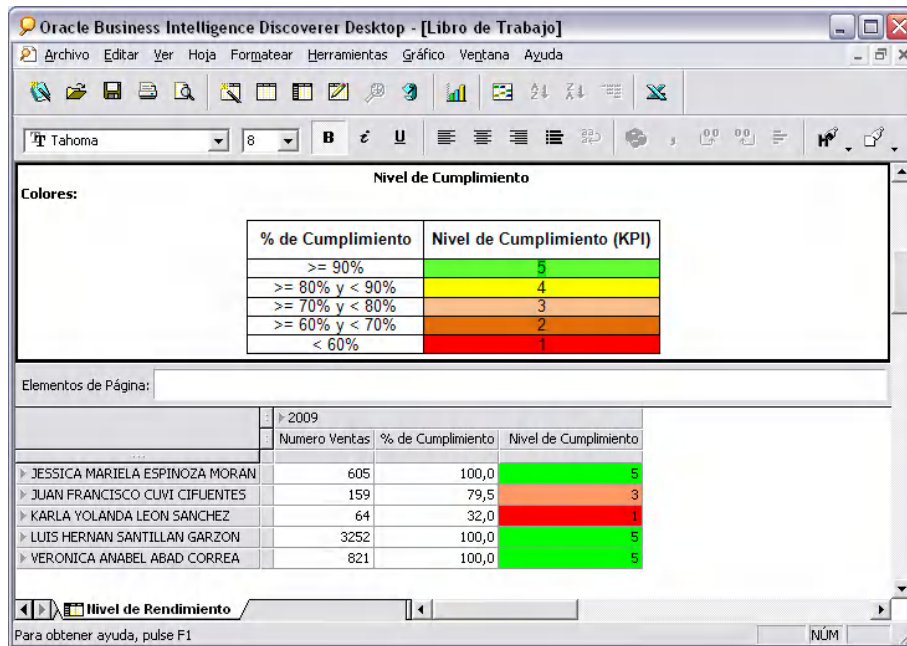 Oracle Business Intelligence Discoverer Desktop - [Libro de Trabajo]
Archivo Editar Ver Hoja Formatear Herramientas Gráfico Ventana Ayuda
Tahoma 8 B i U
Nivel de Cumplimiento
Colores:
% de Cumplimiento Nivel de Cumplimiento (KPI)
>= 90% 5
>= 80% y < 90% 4
>= 70% y < 80% 3
>= 60% y < 70% 2
< 60% 1
Elementos de Página:
2009
Numero Ventas % de Cumplimiento Nivel de Cumplimiento
JESSICA MARIELA ESPINOZA MORAN 605 100,0 5
JUAN FRANCISCO CUVI CIFUENTES 159 79,5 3
KARLA YOLANDA LEON SANCHEZ 64 32,0 1
LUIS HERNAN SANTILLAN GARZON 3252 100,0 5
VERONICA ANABEL ABAD CORREA 821 100,0 5
Nivel de Rendimiento
Para obtener ayuda, pulse F1 NÚM